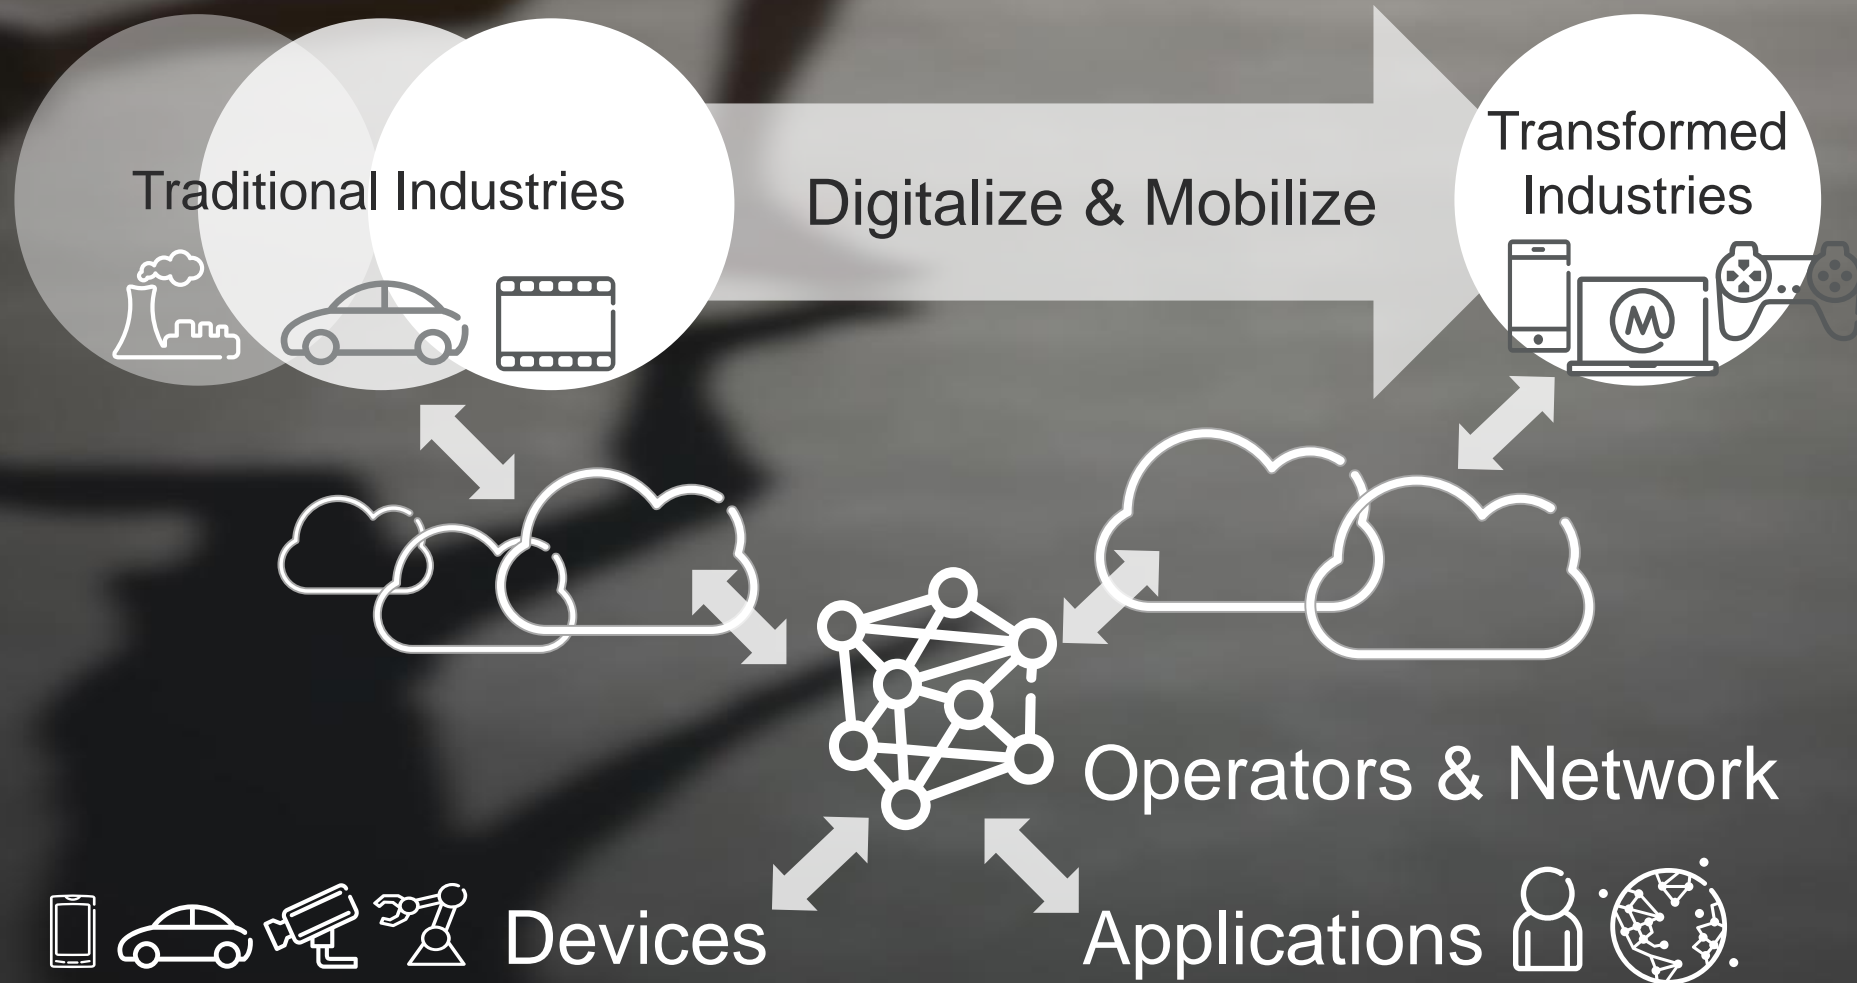 Traditional Industries
Digitalize & Mobilize
Transformed
Industries
M
Operators & Network
Devices
Applications